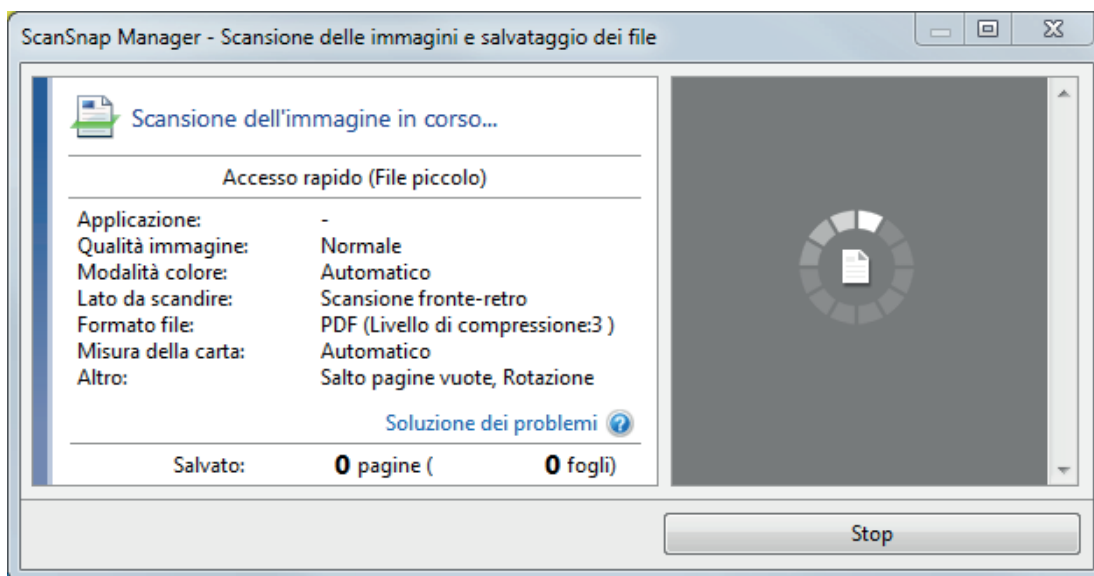 ScanSnap Manager - Scansione delle immagini e salvataggio dei file
Scansione dell'immagine in corso...
Accesso rapido (File piccolo)
Applicazione: -
Qualità immagine: Normale
Modalità colore: Automatico
Lato da scandire: Scansione fronte-retro
Formato file: PDF (Livello di compressione:3 )
Misura della carta: Automatico
Altro: Salto pagine vuote, Rotazione
Soluzione dei problemi ?
Salvato: 0 pagine ( 0 fogli)
Stop